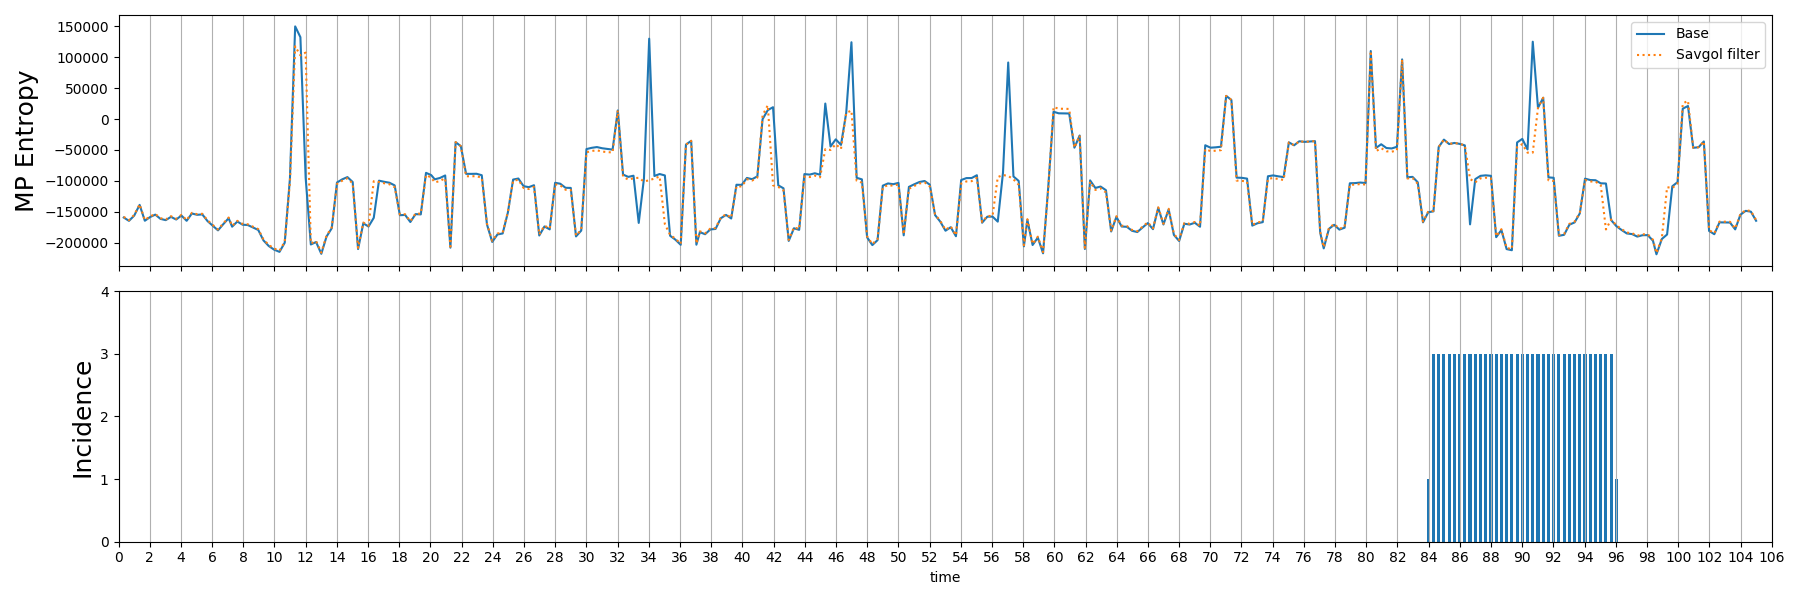 MP Entropy
150000
100000
50000
0
−50000
−100000
−150000
−200000
Base
Savgol filter
Incidence
4
3
2
1
0
0 2 4 6 8 10 12 14 16 18 20 22 24 26 28 30 32 34 36 38 40 42 44 46 48 50 52 54 56 58 60 62 64 66 68 70 72 74 76 78 80 82 84 86 88 90 92 94 96 98 100 102 104 106
time